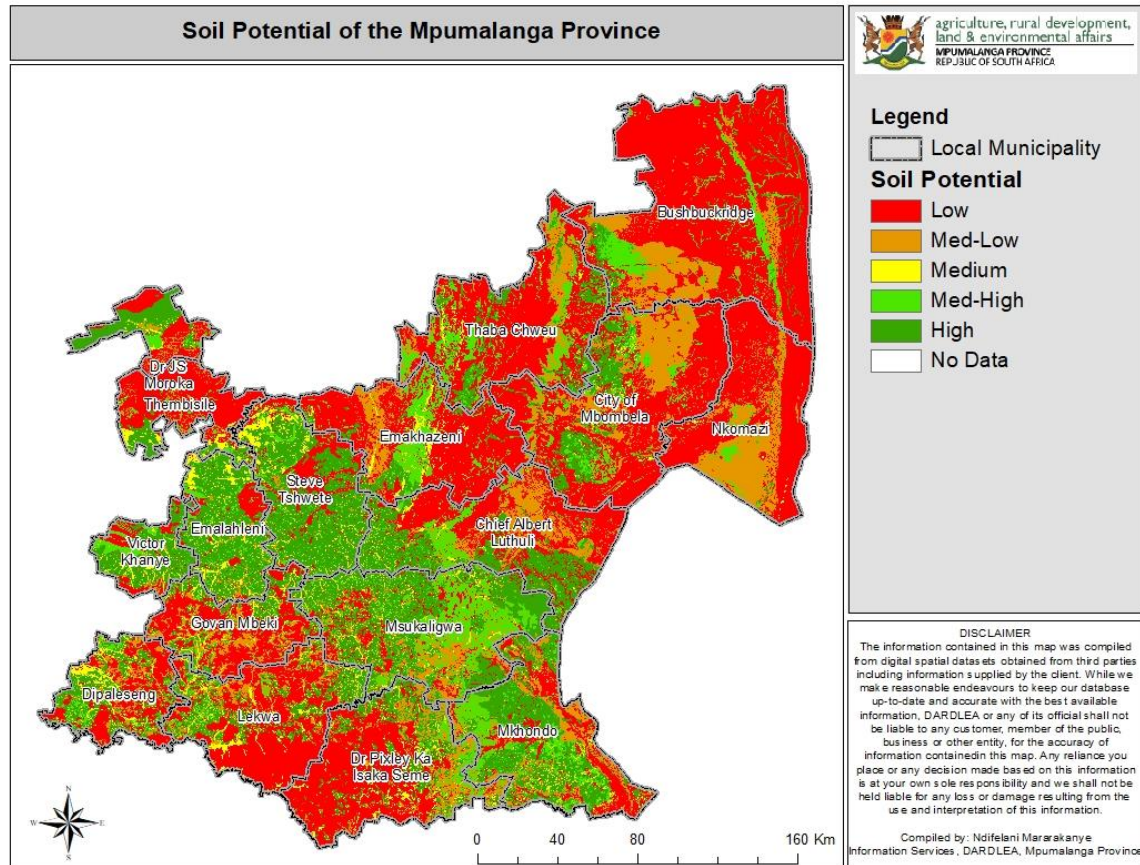 Soil Potential of the Mpumalanga Province
agriculture, rural development,
land & environmental affairs
MPUMALANGA PROVINCE
REPUBLIC OF SOUTH AFRICA
Legend
Local Municipality
Soil Potential
Low
Med-Low
Medium
Med-High
High
No Data
Bushbuckridge
Thaba Chweu
Dr JS
Moroka
Thembisile
City of
Mbombela
Nkomazi
Emakhazeni
Steve
Tshwete
Emalahleni
Chief Albert
Luthuli
Victor
Khanye
Govan Mbeki
Msukaligwa
Dipaleseng
Lekwa
Mkhondo
Dr Pixley Ka
Isaka Seme
N
W
E
S
0 40 80 160 Km
DISCLAIMER
The information contained in this map was compiled
from digital spatial datasets obtained from third parties
including information supplied by the client. While we
make reasonable endeavours to keep our database
up-to-date and accurate with the best available
information, DARDLEA or any of its official shall not
be liable to any customer, member of the public,
business or other entity, for the accuracy of
information containedin this map. Any reliance you
place or any decision made based on this information
is at your own sole responsibility and we shall not be
held liable for any loss or damage resulting from the
use and interpretation of this information.
Compiled by: Ndifelani Mararakanye
Information Services, DARDLEA, Mpumalanga Province